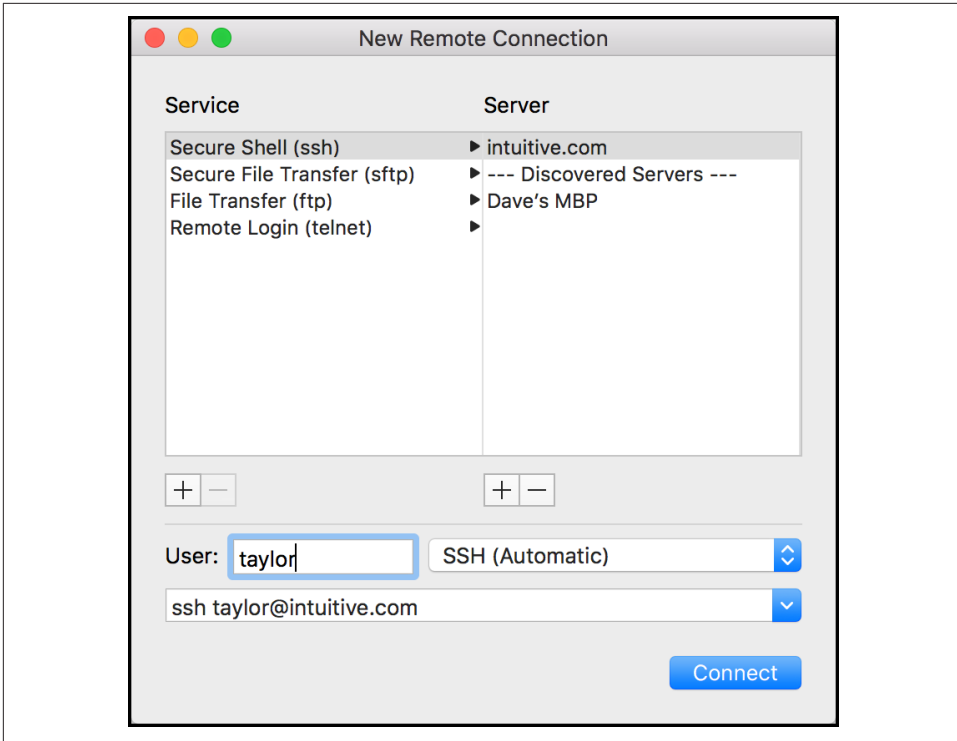 New Remote Connection
Service
Server
Secure Shell (ssh)
intuitive.com
Secure File Transfer (sftp)
--- Discovered Servers ---
File Transfer (ftp)
Dave’s MBP
Remote Login (telnet)
User:
taylor
SSH (Automatic)
ssh taylor@intuitive.com
Connect